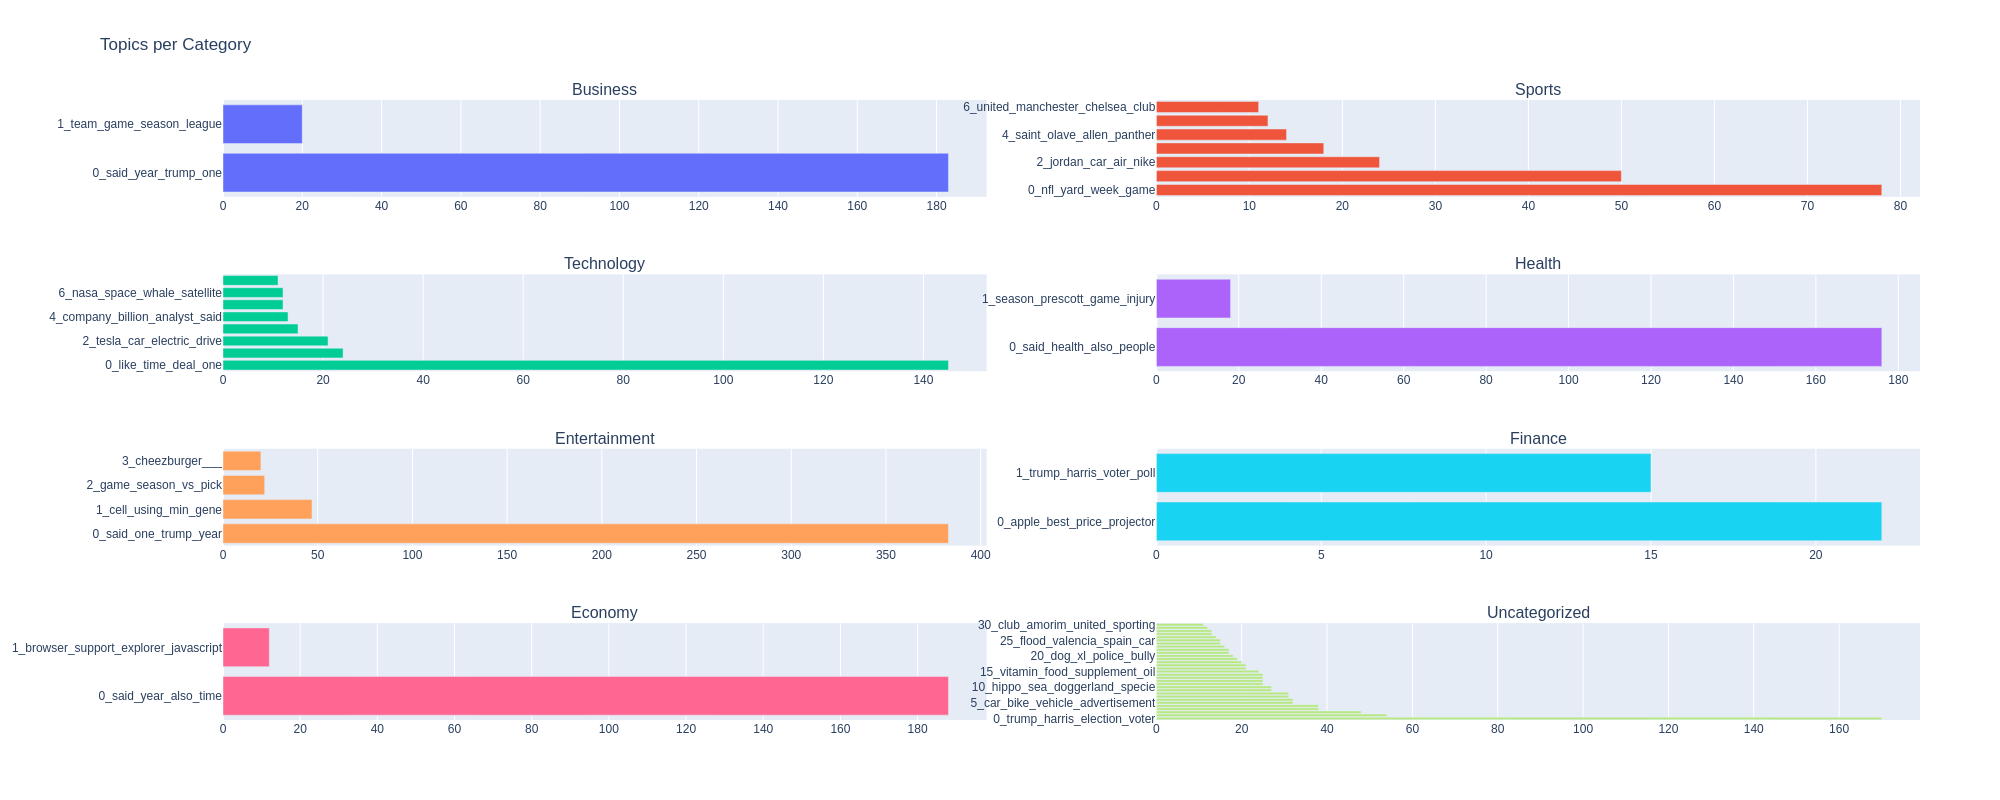 Topics per Category
Business
1_team_game_season_league
0_said_year_trump_one
0 20 40 60 80 100 120 140 160 180
Sports
6_united_manchester_chelsea_club
4_saint_olave_allen_panther
2_jordan_car_air_nike
0_nfl_yard_week_game
0 10 20 30 40 50 60 70 80
Technology
6_nasa_space_whale_satellite
4_company_billion_analyst_said
2_tesla_car_electric_drive
0_like_time_deal_one
0 20 40 60 80 100 120 140
Health
1_season_prescott_game_injury
0_said_health_also_people
0 20 40 60 80 100 120 140 160 180
Entertainment
3_cheezburger___
2_game_season_vs_pick
1_cell_using_min_gene
0_said_one_trump_year
0 50 100 150 200 250 300 350 400
Finance
1_trump_harris_voter_poll
0_apple_best_price_projector
0 5 10 15 20
Economy
1_browser_support_explorer_javascript
0_said_year_also_time
0 20 40 60 80 100 120 140 160 180
Uncategorized
30_club_amorim_united_sporting
25_flood_valencia_spain_car
20_dog_xl_police_bully
15_vitamin_food_supplement_oil
10_hippo_sea_doggerland_specie
5_car_bike_vehicle_advertisement
0_trump_harris_election_voter
0 20 40 60 80 100 120 140 160